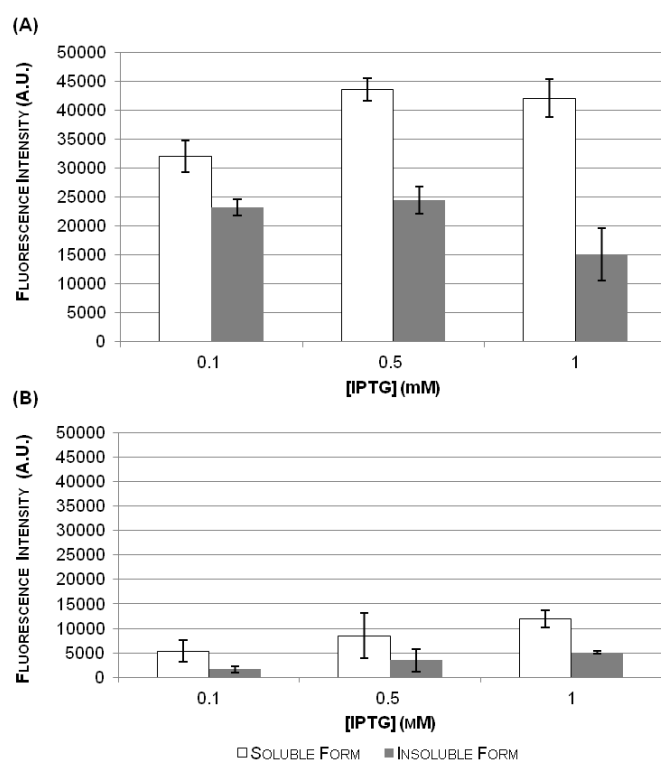 (A)
FLUORESCENCE INTENSITY (A.U.)
50000
45000
40000
35000
30000
25000
20000
15000
10000
5000
0
0.1 0.5 1
[IPTG] (mM)
(B)
FLUORESCENCE INTENSITY (A.U.)
50000
45000
40000
35000
30000
25000
20000
15000
10000
5000
0
0.1 0.5 1
[IPTG] (MM)
SOLUBLE FORM INSOLUBLE FORM